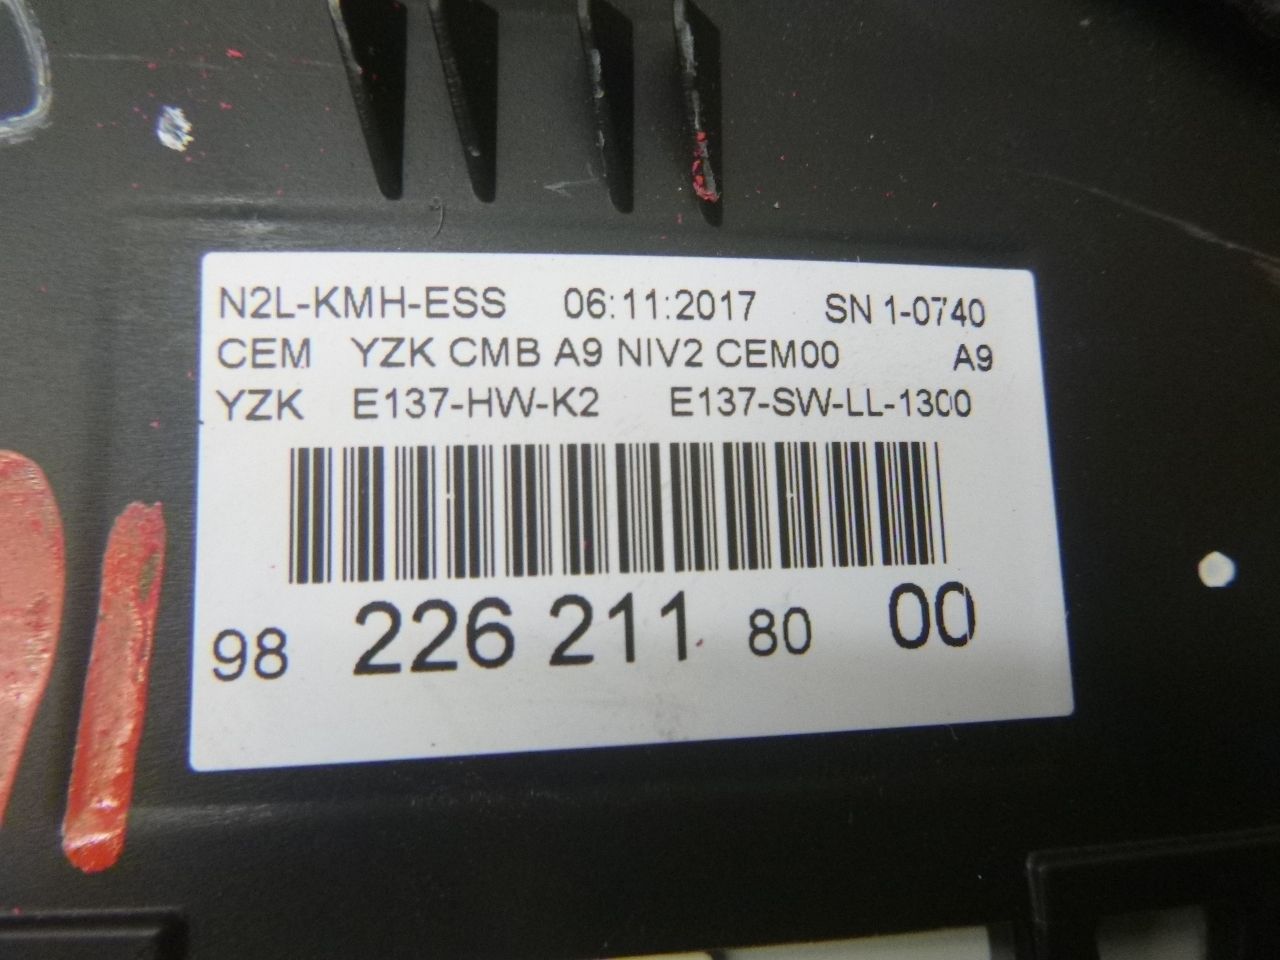 N2L-KMH-ESS 06:11:2017 SN 1-0740
CEM YZK CMB A9 NIV2 CEM00 A9
YZK E137-HW-K2 E137-SW-LL-1300
98 226 211 80 00